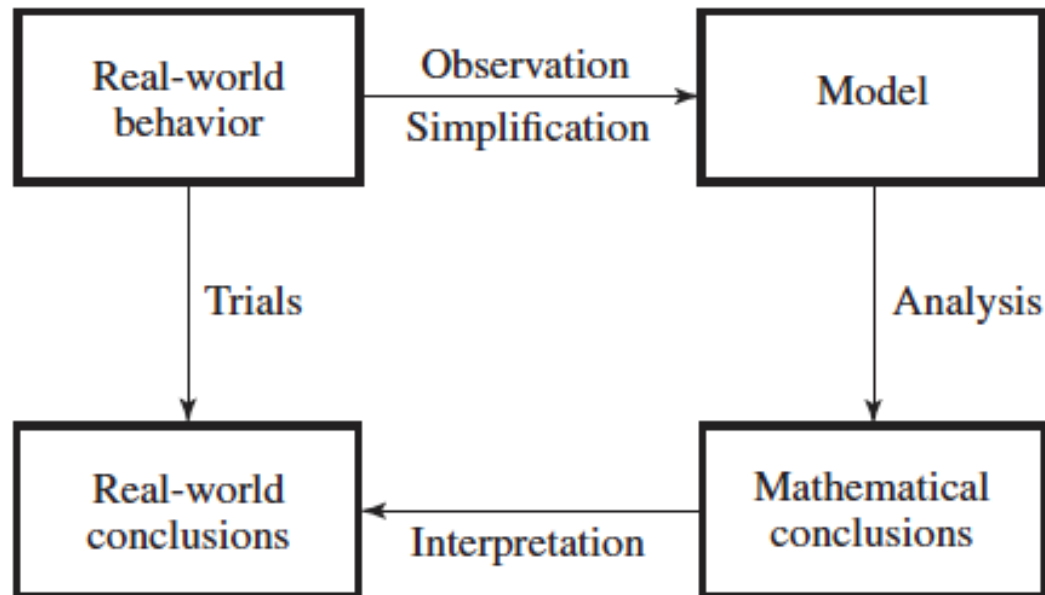 Real-world
behavior
Observation
Simplification
Model
Trials
Analysis
Real-world
conclusions
Interpretation
Mathematical
conclusions